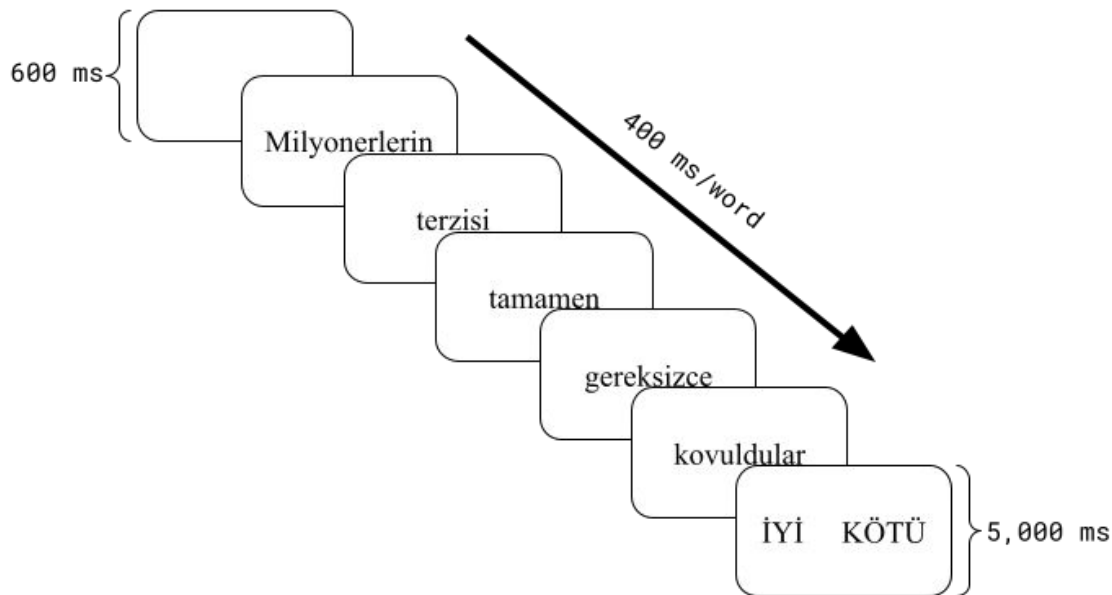 600 ms
Milyonerlerin
400 ms/word
terzisi
tamamen
gereksizce
kovuldular
İYİ KÖTÜ
5,000 ms